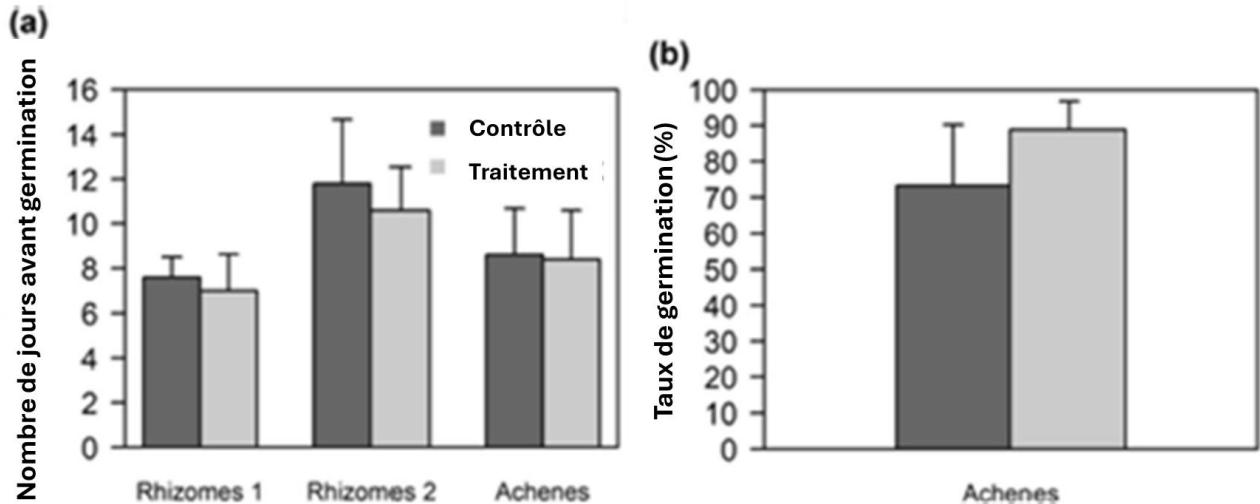 (a)
Nombre de jours avant germination
16
14
12
10
8
6
4
2
0
Contrôle
Traitement
Rhizomes 1
Rhizomes 2
Achenes
(b)
Taux de germination (%)
100
90
80
70
60
50
40
30
20
10
0
Achenes